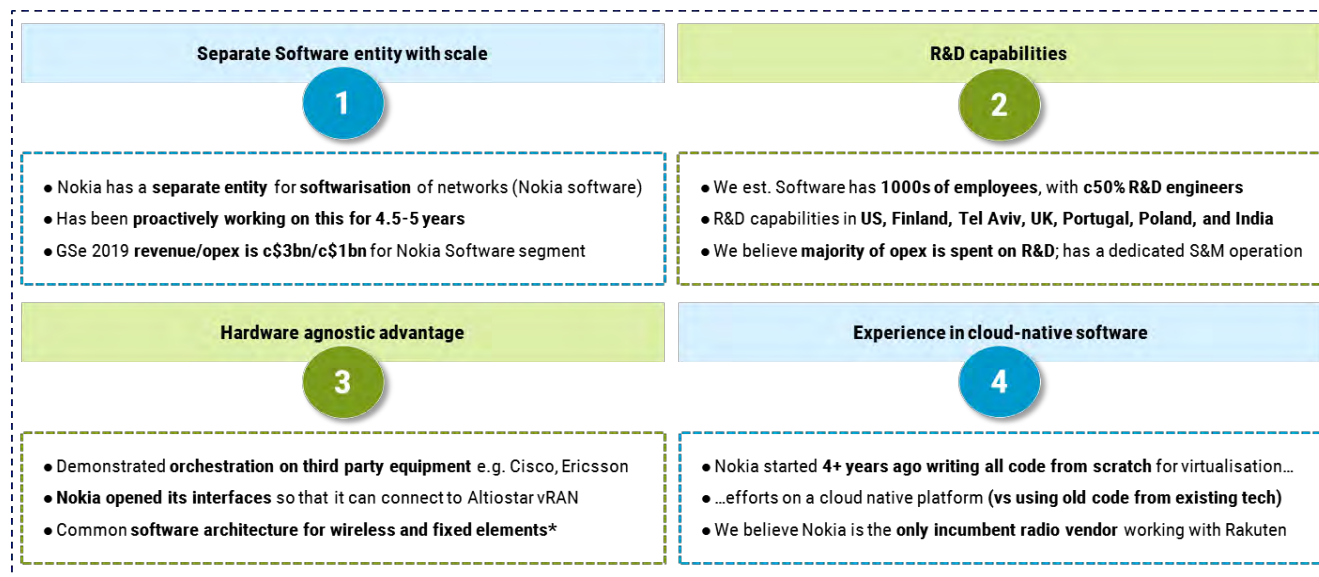 Separate Software entity with scale
1
● Nokia has a separate entity for softwarisation of networks (Nokia software)
● Has been proactively working on this for 4.5-5 years
● GSe 2019 revenue/opex is c$3bn/c$1bn for Nokia Software segment
R&D capabilities
2
● We est. Software has 1000s of employees, with c50% R&D engineers
● R&D capabilities in US, Finland, Tel Aviv, UK, Portugal, Poland, and India
● We believe majority of opex is spent on R&D; has a dedicated S&M operation
Hardware agnostic advantage
3
● Demonstrated orchestration on third party equipment e.g. Cisco, Ericsson
● Nokia opened its interfaces so that it can connect to Altiostar vRAN
● Common software architecture for wireless and fixed elements*
Experience in cloud-native software
4
● Nokia started 4+ years ago writing all code from scratch for virtualisation…
● …efforts on a cloud native platform (vs using old code from existing tech)
● We believe Nokia is the only incumbent radio vendor working with Rakuten